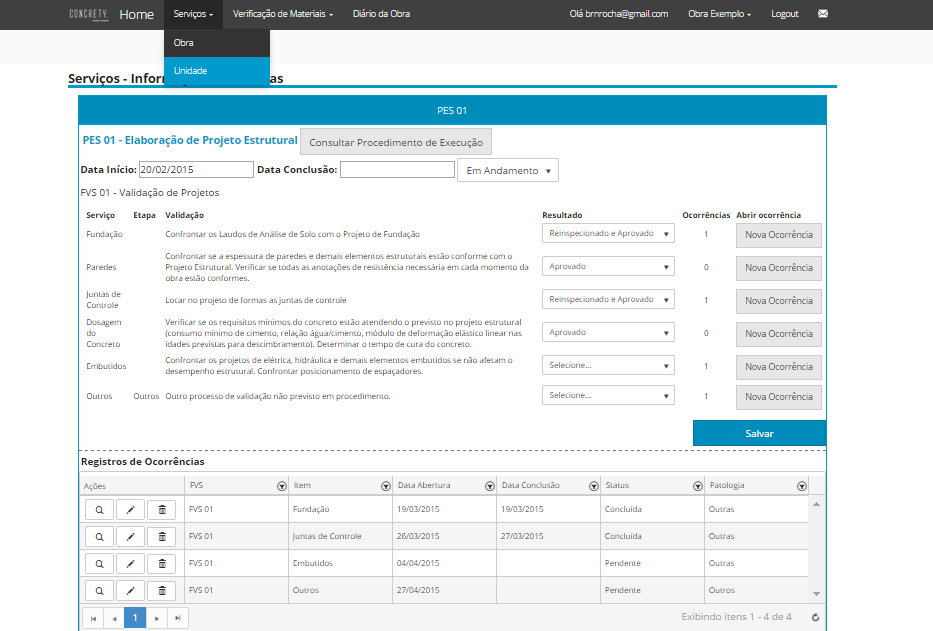 CONCRETY Home Serviços Verificação de Materiais Diário da Obra Olá brnrocha@gmail.com Obra Exemplo Logout
Obra
Unidade
Serviços - Infor as
PES 01
PES 01 - Elaboração de Projeto Estrutural Consultar Procedimento de Execução
Data Início: 20/02/2015 Data Conclusão: Em Andamento
FVS 01 - Validação de Projetos
Serviço Etapa Validação Resultado Ocorrências Abrir ocorrência
Fundação Confrontar os Laudos de Análise de Solo com o Projeto de Fundação Reinspecionado e Aprovado 1 Nova Ocorrência
Confrontar se a espessura de paredes e demais elementos estruturais estão conforme com o
Paredes Projeto Estrutural. Verificar se todas as anotações de resistência necessária em cada momento da Aprovado 0 Nova Ocorrência
obra estão conformes.
Juntas de
Controle Locar no projeto de formas as juntas de controle Reinspecionado e Aprovado 1 Nova Ocorrência
Dosagem Verificar se os requisitos mínimos do concreto estão atendendo o previsto no projeto estrutural
do (consumo mínimo de cimento, relação água/cimento, módulo de deformação elástico linear nas Aprovado 0 Nova Ocorrência
Concreto idades previstas para descimbramento). Determinar o tempo de cura do concreto.
Embutidos Confrontar os projetos de elétrica, hidráulica e demais elementos embutidos se não afetam o Selecione... 1 Nova Ocorrência
desempenho estrutural. Confrontar posicionamento de espaçadores.
Outros Outros Outro processo de validação não previsto em procedimento. Selecione... 1 Nova Ocorrência
Salvar
Registros de Ocorrências
Ações FVS Item Data Abertura Data Conclusão Status Patologia
FVS 01 Fundação 19/03/2015 19/03/2015 Concluída Outras
FVS 01 Juntas de Controle 26/03/2015 27/03/2015 Concluída Outras
FVS 01 Embutidos 04/04/2015 Pendente Outras
FVS 01 Outros 27/04/2015 Pendente Outros
1 Exibindo itens 1 - 4 de 4